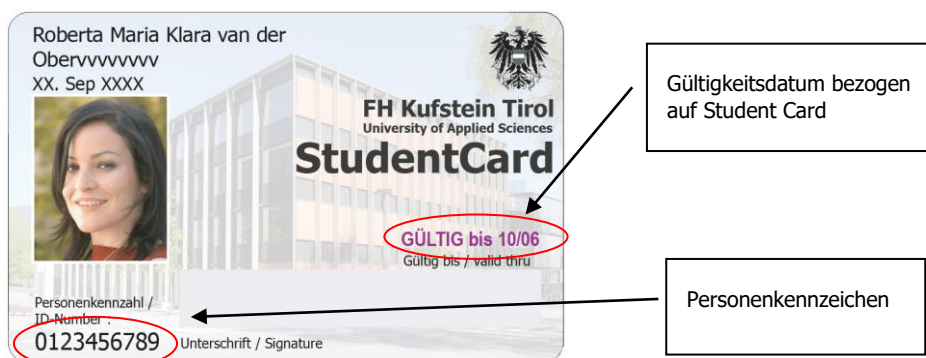 Roberta Maria Klara van der
Obervvvvvvvv
XX. Sep XXXX
FH Kufstein Tirol
University of Applied Sciences
StudentCard
GÜLTIG bis 10/06
Gültig bis / valid thru
Personenkennzahl /
ID-Number :
0123456789
Unterschrift / Signature
Gültigkeitsdatum bezogen
auf Student Card
Personenkennzeichen